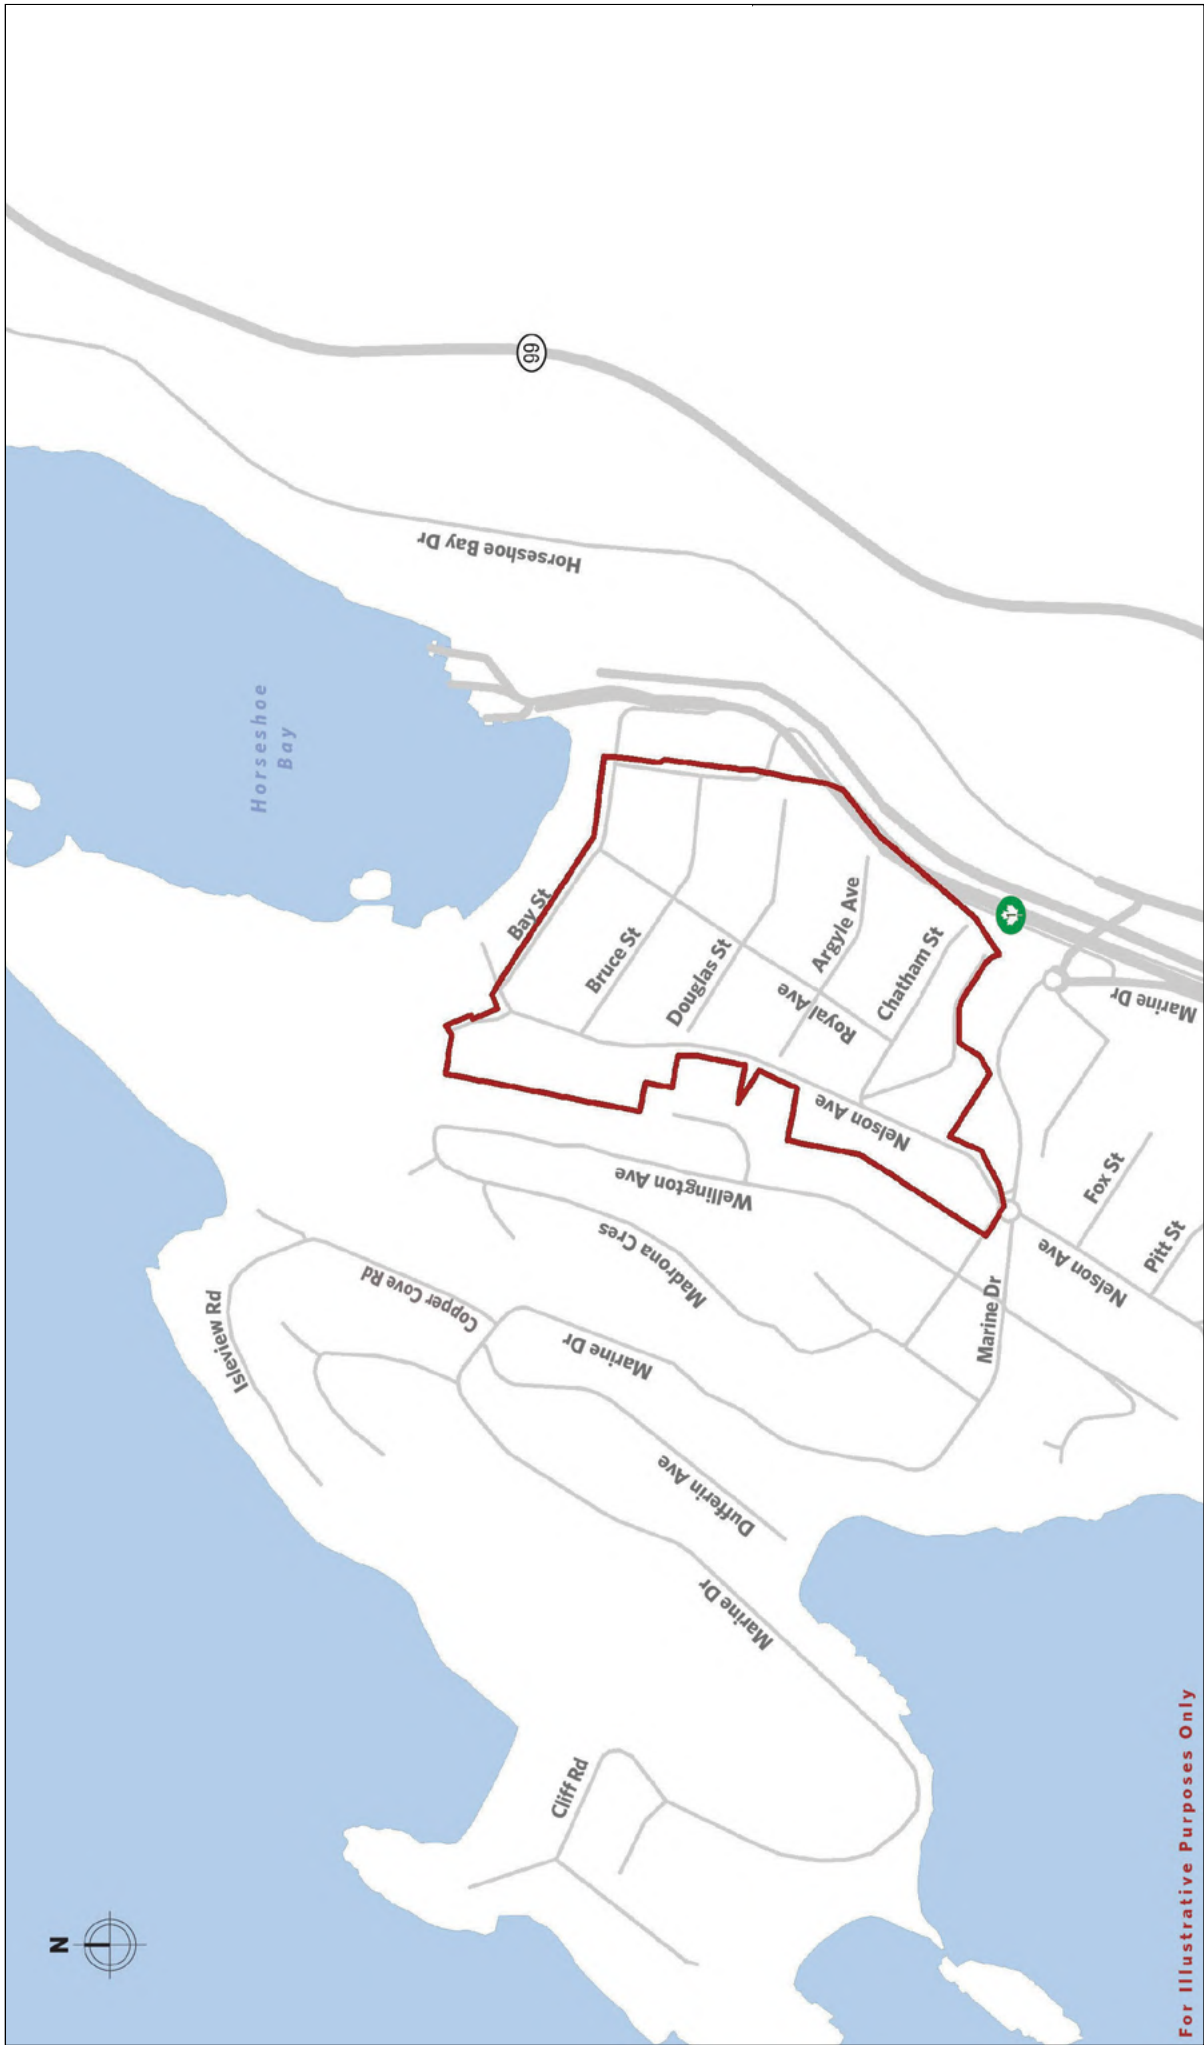 N
Isleview Rd
Horseshoe
Bay
Copper Cove Rd
Horseshoe Bay Dr
99
Bay St
Cliff Rd
Marine Dr
Bruce St
Madrona Cres
Wellington Ave
Douglas St
Dufferin Ave
Marine Dr
Royal Ave
Argyle Ave
Nelson Ave
Chatham St
Marine Dr
1
Nelson Ave
Fox St
Marine Dr
Pitt St
For Illustrative Purposes Only